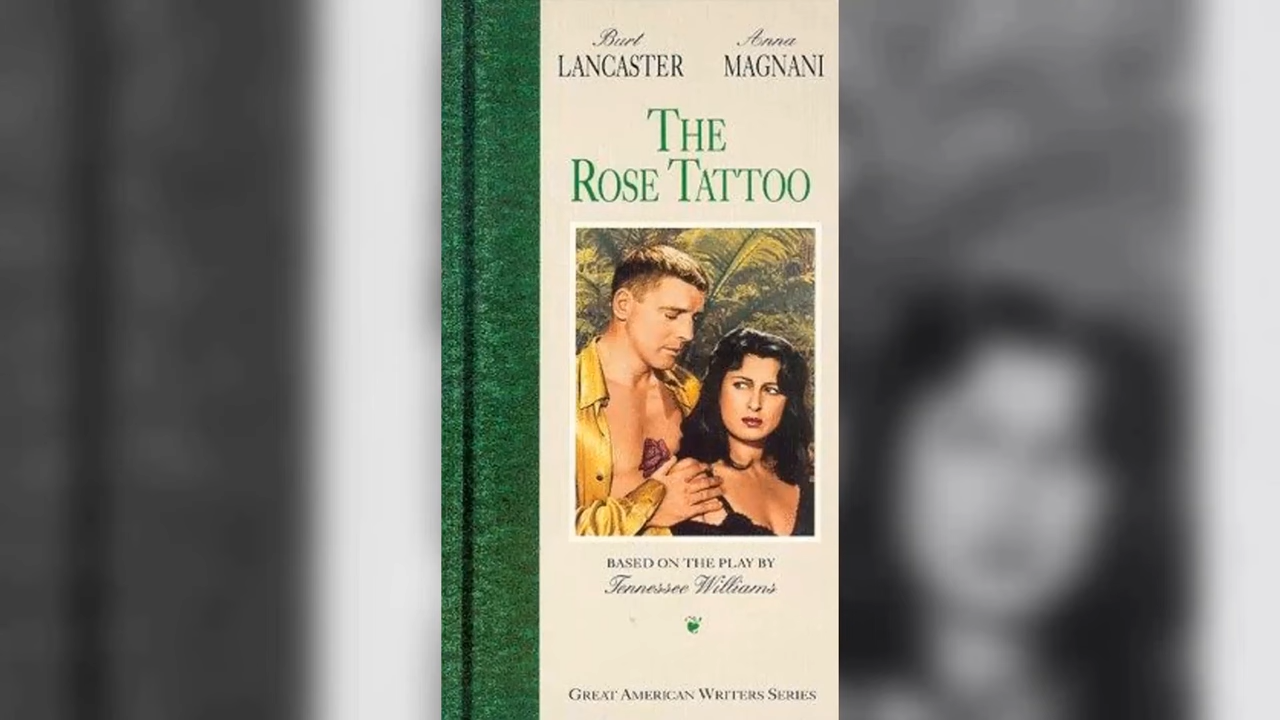 Burt Anna
LANCASTER MAGNANI
THE
ROSE TATTOO
BASED ON THE PLAY BY
Tennessee Williams
GREAT AMERICAN WRITERS SERIES